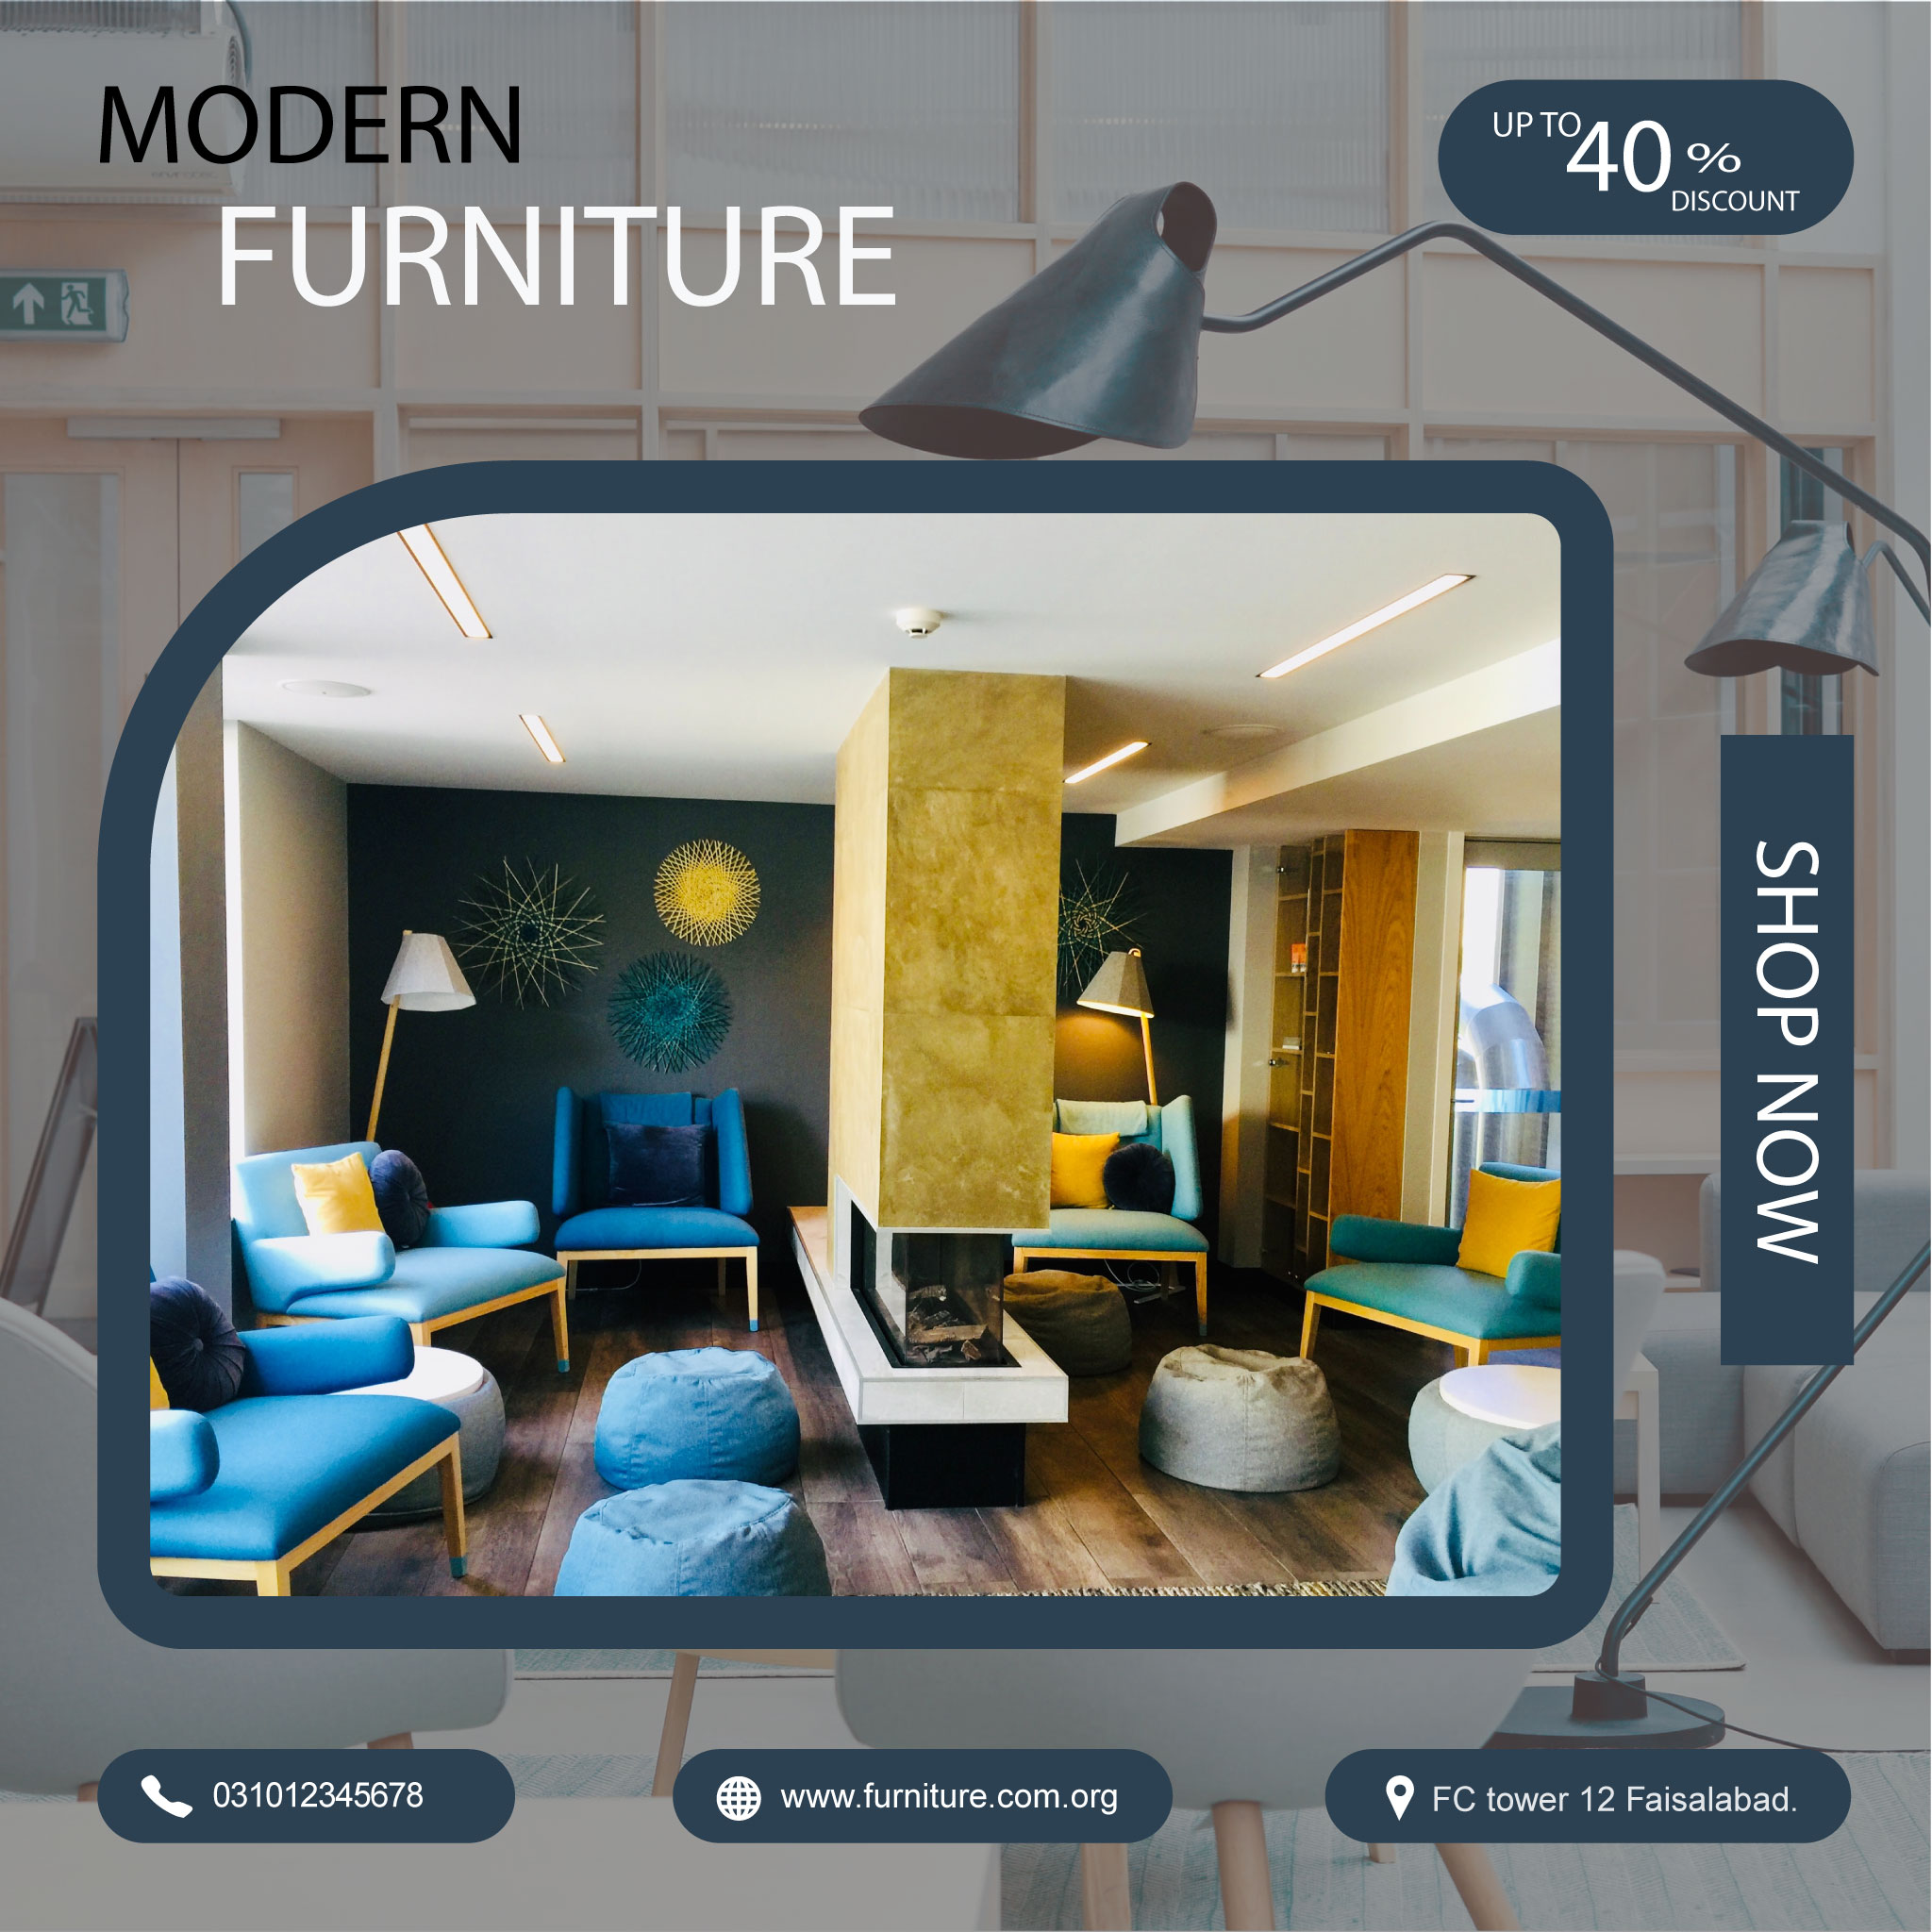 MODERN
FURNITURE
UP TO 40 %
DISCOUNT
SHOP NOW
031012345678
www.furniture.com.org
FC tower 12 Faisalabad.